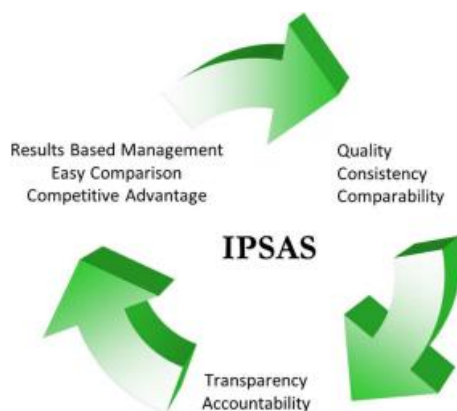 Results Based Management
Easy Comparison
Competitive Advantage
Quality
Consistency
Comparability
IPSAS
Transparency
Accountability